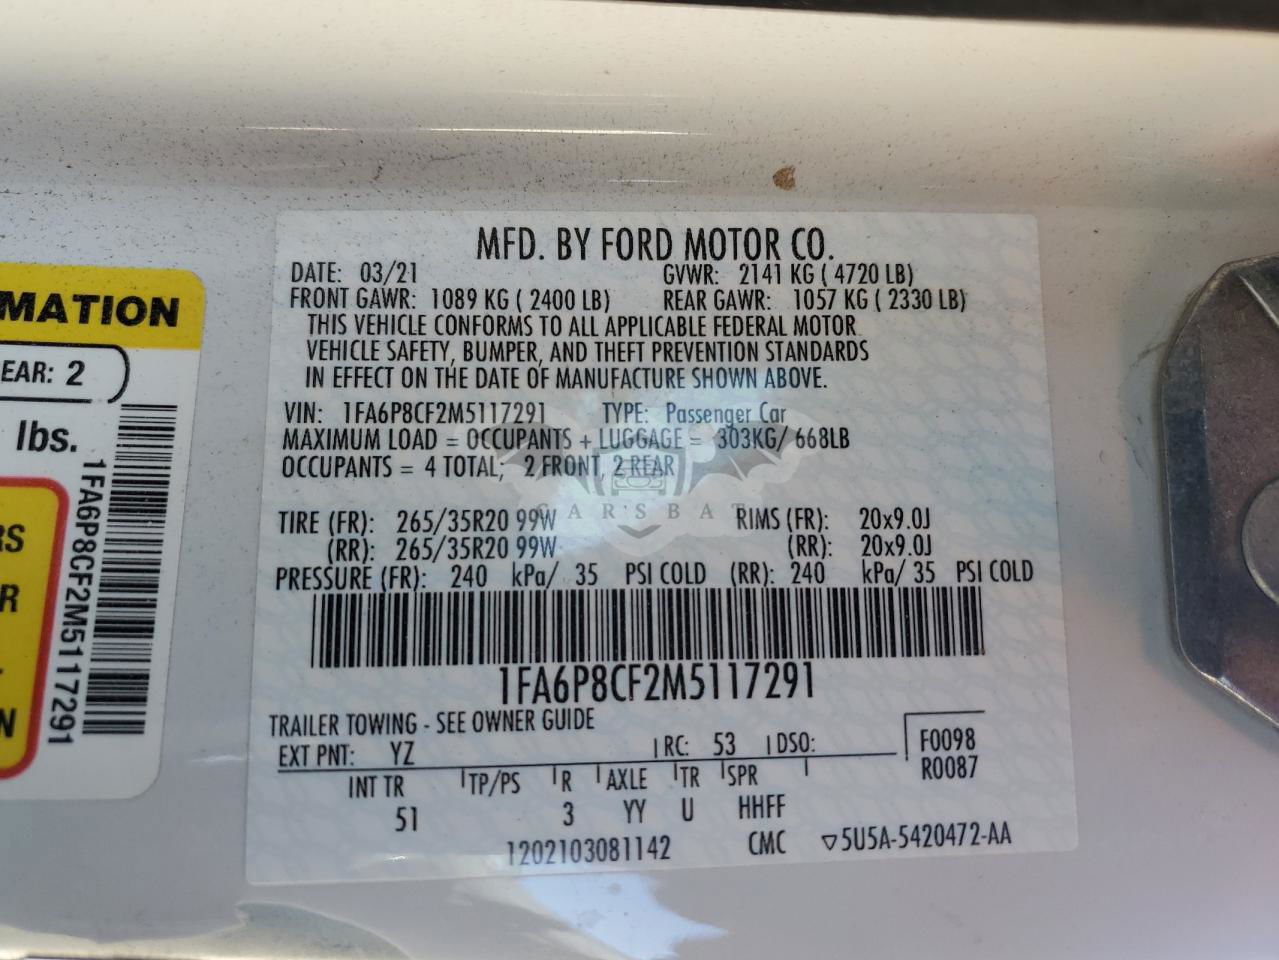 MATION
EAR: 2
lbs.
RS
R
N
1FA6P8CF2M5117291
MFD. BY FORD MOTOR CO.
DATE: 03/21 GVWR: 2141 KG ( 4720 LB)
FRONT GAWR: 1089 KG ( 2400 LB) REAR GAWR: 1057 KG ( 2330 LB)
THIS VEHICLE CONFORMS TO ALL APPLICABLE FEDERAL MOTOR
VEHICLE SAFETY, BUMPER, AND THEFT PREVENTION STANDARDS
IN EFFECT ON THE DATE OF MANUFACTURE SHOWN ABOVE.
VIN: 1FA6P8CF2M5117291 TYPE: Passenger Car
MAXIMUM LOAD = OCCUPANTS + LUGGAGE = 303KG/ 668LB
OCCUPANTS = 4 TOTAL; 2 FRONT, 2 REAR
CARSBAT
TIRE (FR): 265/35R20 99W RIMS (FR): 20x9.0J
(RR): 265/35R20 99W (RR): 20x9.0J
PRESSURE (FR): 240 kPa/ 35 PSI COLD (RR): 240 kPa/ 35 PSI COLD
1FA6P8CF2M5117291
TRAILER TOWING - SEE OWNER GUIDE
EXT PNT: YZ RC: 53 DSO: F0098
R0087
INT TR TP/PS R AXLE TR SPR
51 3 YY U HHFF
1202103081142 CMC ▽5U5A-5420472-AA